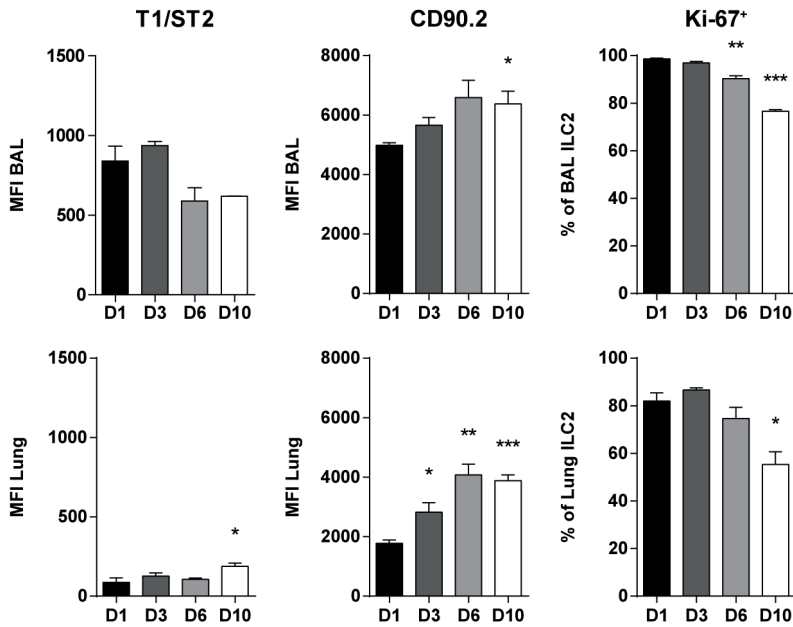 T1/ST2
CD90.2
Ki-67+
MFI BAL
1500
1000
500
0
D1 D3 D6 D10
MFI BAL
8000
6000
4000
2000
0
*
D1 D3 D6 D10
% of BAL ILC2
100
80
60
40
20
0
**
***
D1 D3 D6 D10
MFI Lung
1500
1000
500
0
*
D1 D3 D6 D10
MFI Lung
8000
6000
4000
2000
0
*
**
***
D1 D3 D6 D10
% of Lung ILC2
100
80
60
40
20
0
*
D1 D3 D6 D10